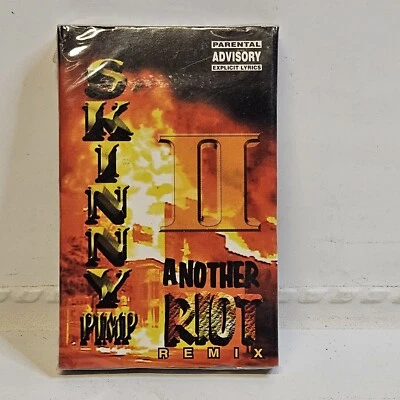 PARENTAL
ADVISORY
EXPLICIT LYRICS
SKINNY
PIMP
II
ANOTHER
RIOT
REMIX